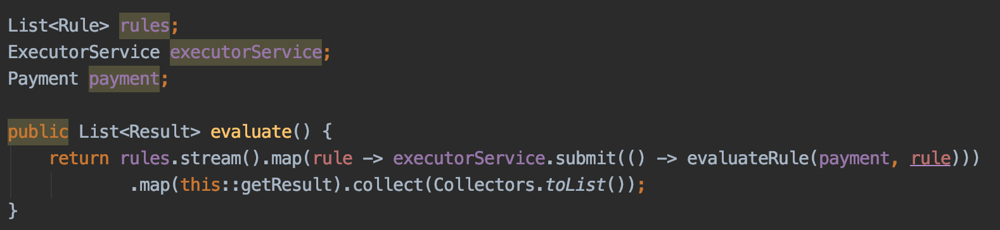 List<Rule> rules;
ExecutorService executorService;
Payment payment;
public List<Result> evaluate() {
return rules.stream().map(rule -> executorService.submit(() -> evaluateRule(payment, rule)))
.map(this::getResult).collect(Collectors.toList());
}